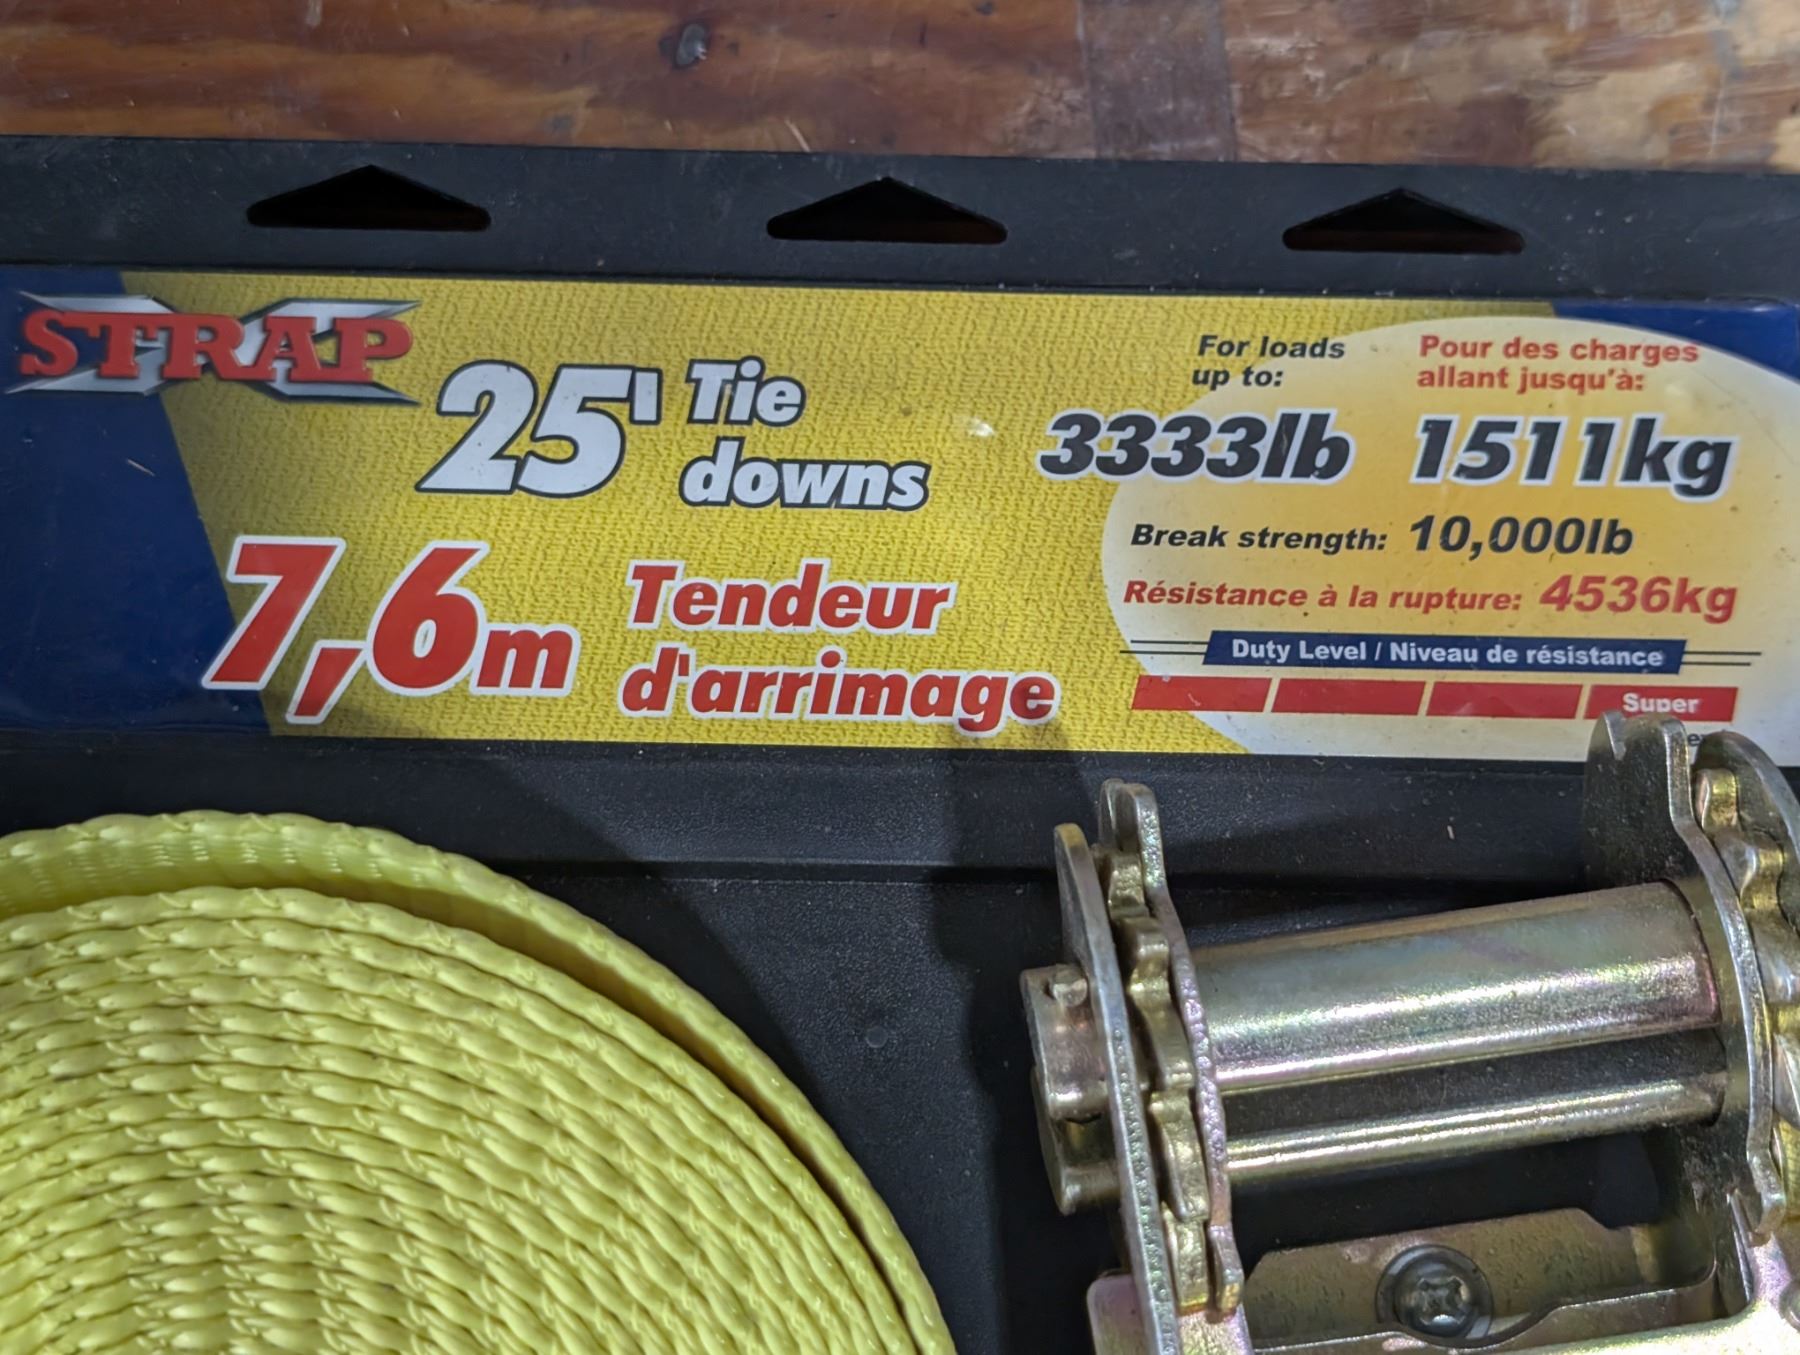 STRAP
25' Tie
downs
7,6m Tendeur
d'arrimage
For loads
up to:
3333lb
Pour des charges
allant jusqu'à:
1511kg
Break strength: 10,000lb
Résistance à la rupture: 4536kg
Duty Level / Niveau de résistance
Super